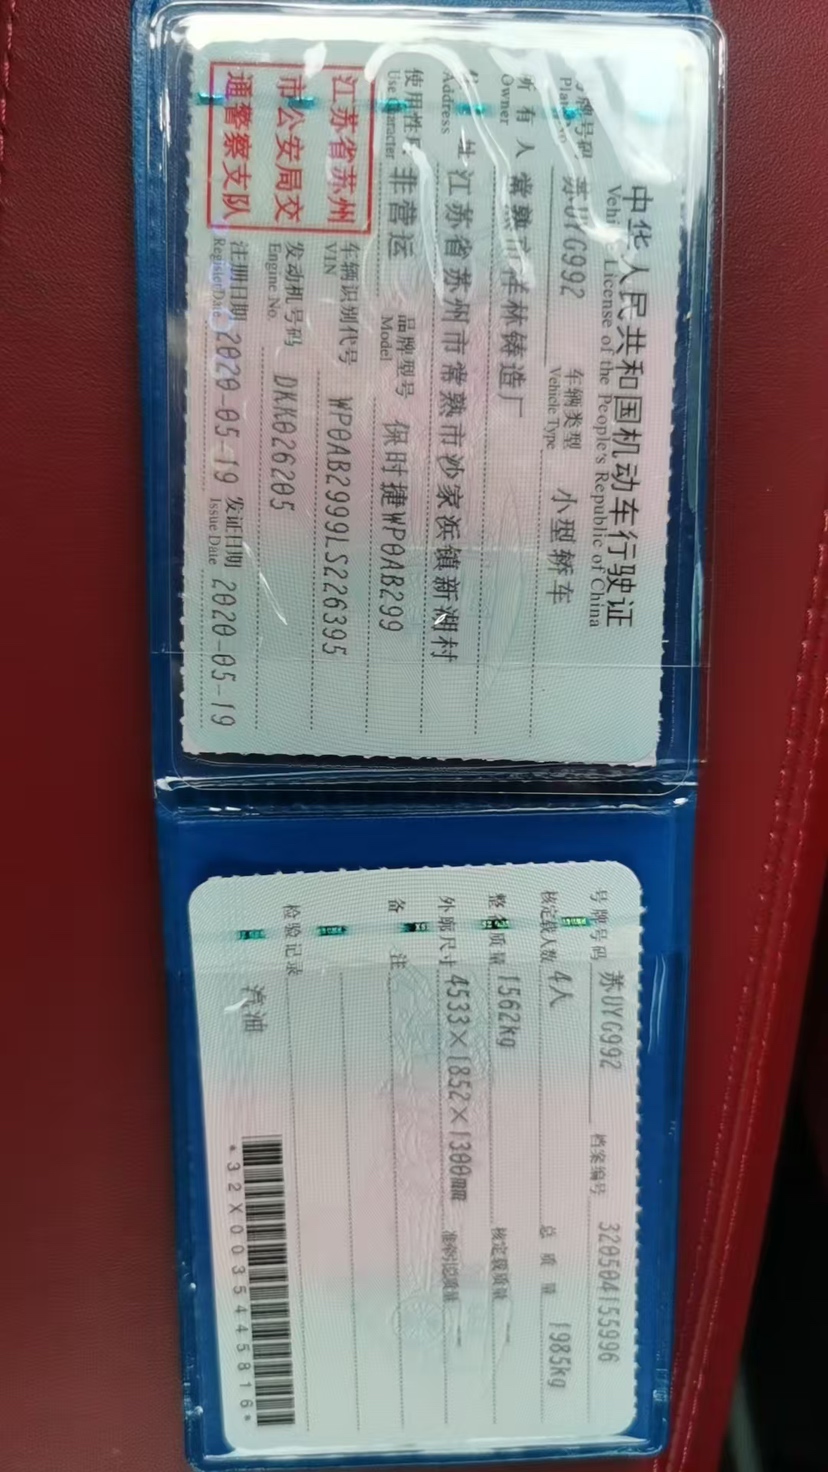 中华人民共和国机动车行驶证
Vehicle License of the People's Republic of China
号牌号码 苏UYG992 车辆类型 小型轿车
Vehicle Type
所有人 常熟市祥林铸造厂
Owner
住址 江苏省苏州市常熟市沙家浜镇新湖村
Address
使用性质 非营运 品牌型号 保时捷WP0AB299
Use Character Model
江苏省苏州
市公安局交
通警察支队
车辆识别代号 WP0AB2999LS226395
VIN
发动机号码 DKK026205
Engine No.
注册日期 2020-05-19 发证日期 2020-05-19
Register Date Issue Date
号牌号码 苏UYG992 档案编号 320504155996
核定载人数 4人 总质量 1985kg
整备质量 1562kg 核定载质量 —
外廓尺寸 4533×1852×1300mm 准牵引总质量 —
备注
检验记录
汽油
*32X0035445816*